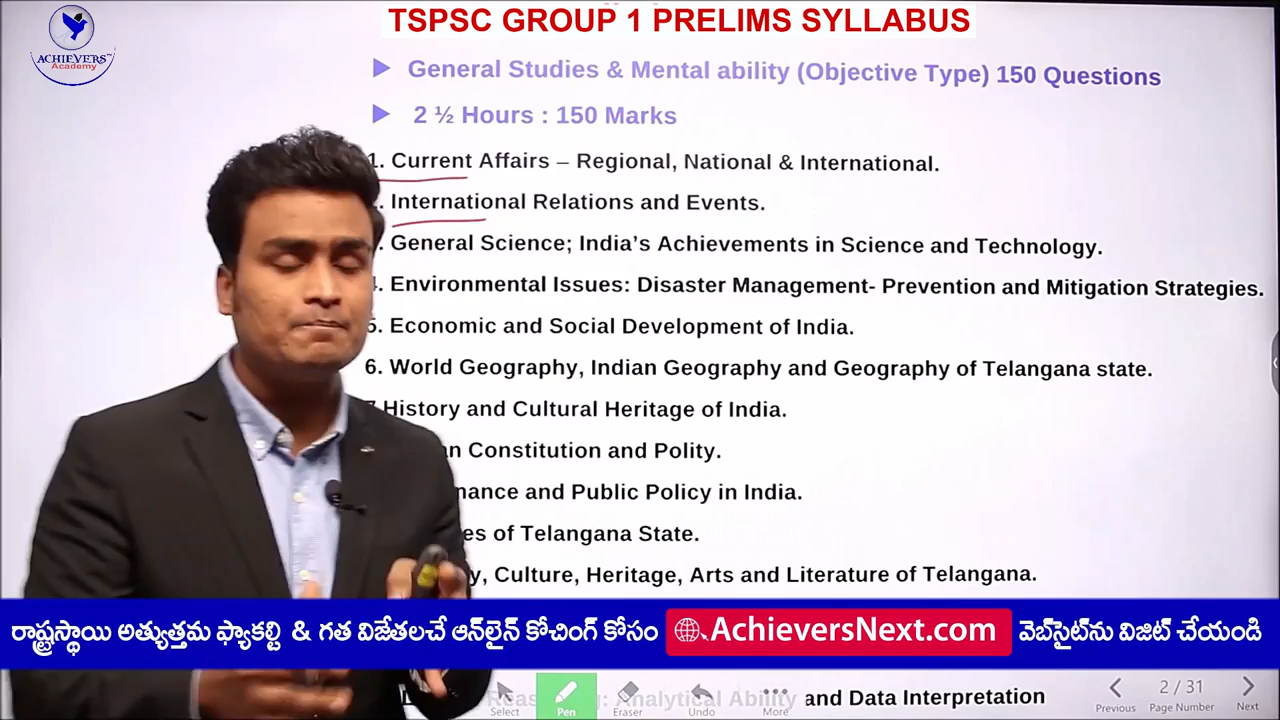 ACHIEVERS
Academy
TSPSC GROUP 1 PRELIMS SYLLABUS
General Studies & Mental ability (Objective Type) 150 Questions
2 ½ Hours : 150 Marks
1. Current Affairs – Regional, National & International.
International Relations and Events.
General Science; India's Achievements in Science and Technology.
Environmental Issues: Disaster Management- Prevention and Mitigation Strategies.
5. Economic and Social Development of India.
6. World Geography, Indian Geography and Geography of Telangana state.
History and Cultural Heritage of India.
Constitution and Polity.
and Public Policy in India.
of Telangana State.
Culture, Heritage, Arts and Literature of Telangana.
రాష్ట్రస్థాయి అత్యుత్తమ ఫ్యాకల్టి & గత విజేతలచే ఆన్‌లైన్ కోచింగ్ కోసం AchieversNext.com వెబ్‌సైట్‌ను విజిట్ చేయండి
Analytical Ability and Data Interpretation
Select Pen Eraser Undo More Previous 2 / 31 Page Number Next